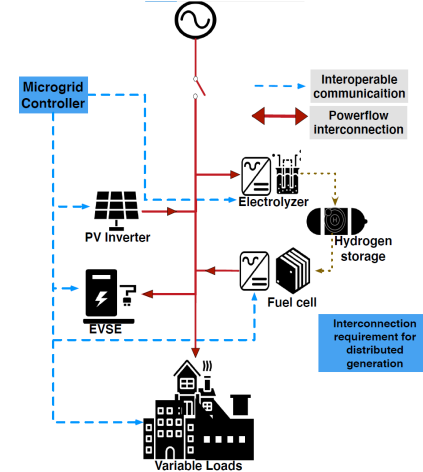 Microgrid
Controller
Interoperable
communicaition
Powerflow
interconnection
Electrolyzer
PV Inverter
Hydrogen
storage
Fuel cell
EVSE
Interconnection
requirement for
distributed
generation
Variable Loads